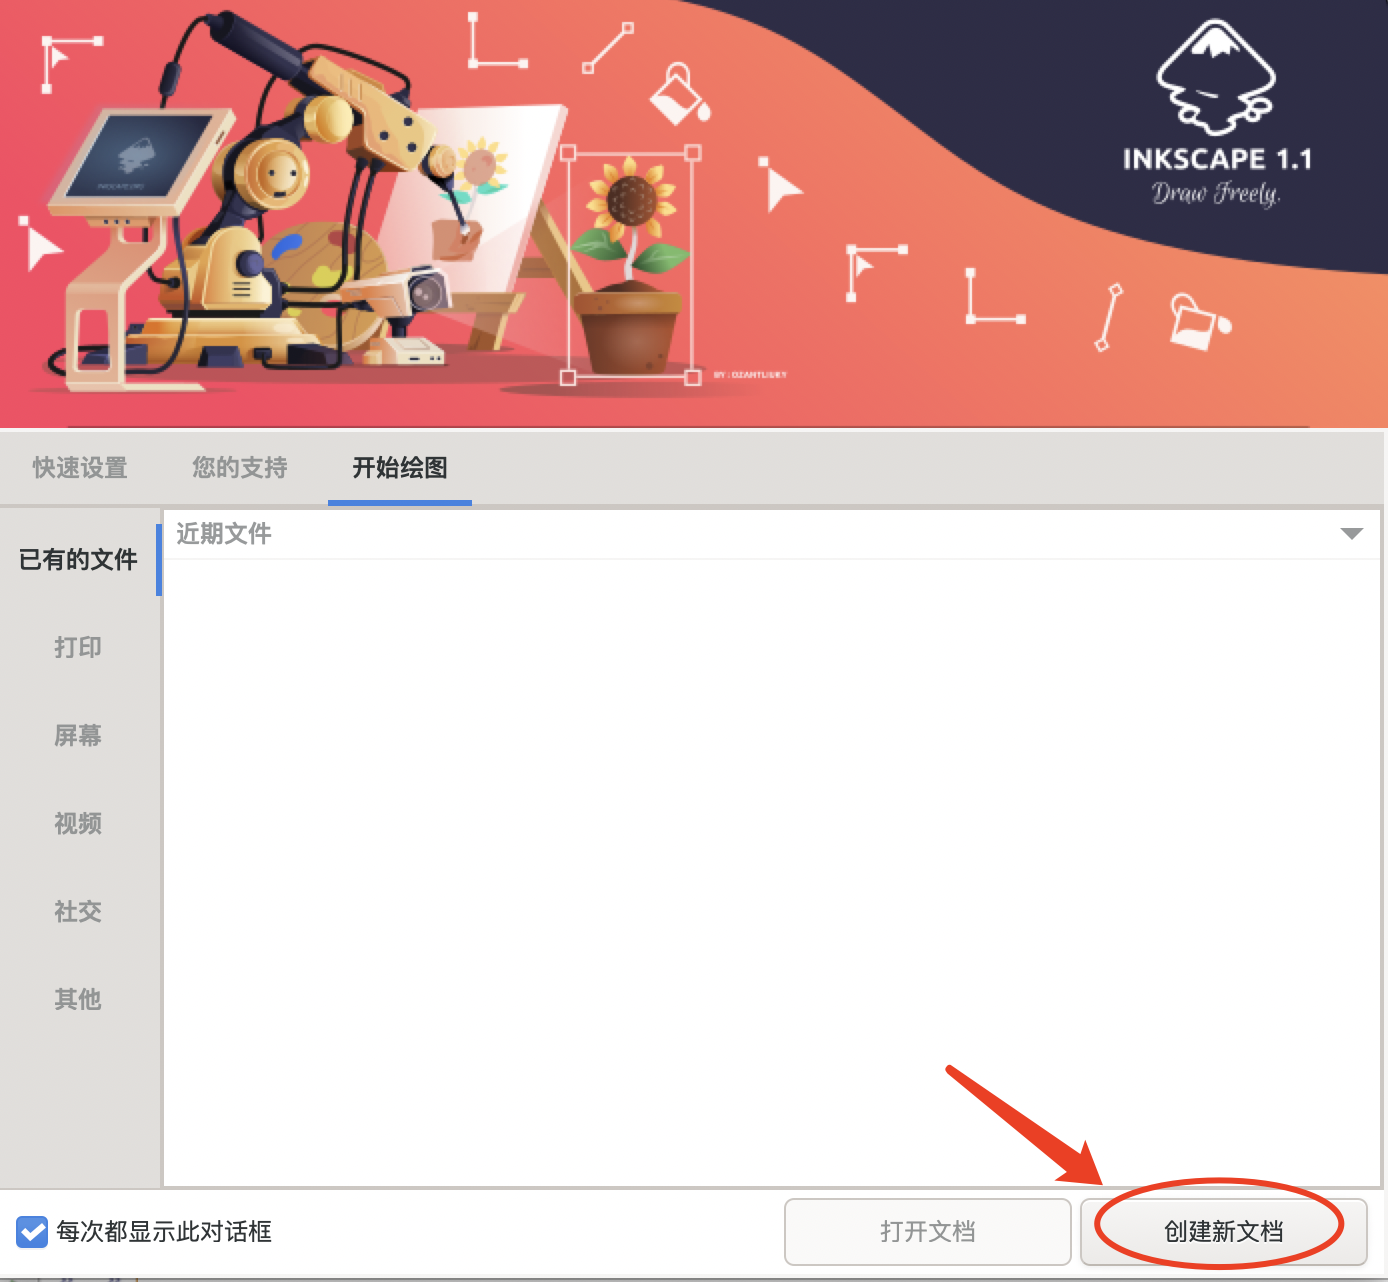 INKSCAPE 1.1
Draw Freely.
BY : OZANTLIUKY
快速设置
您的支持
开始绘图
已有的文件
近期文件
打印
屏幕
视频
社交
其他
每次都显示此对话框
打开文档
创建新文档